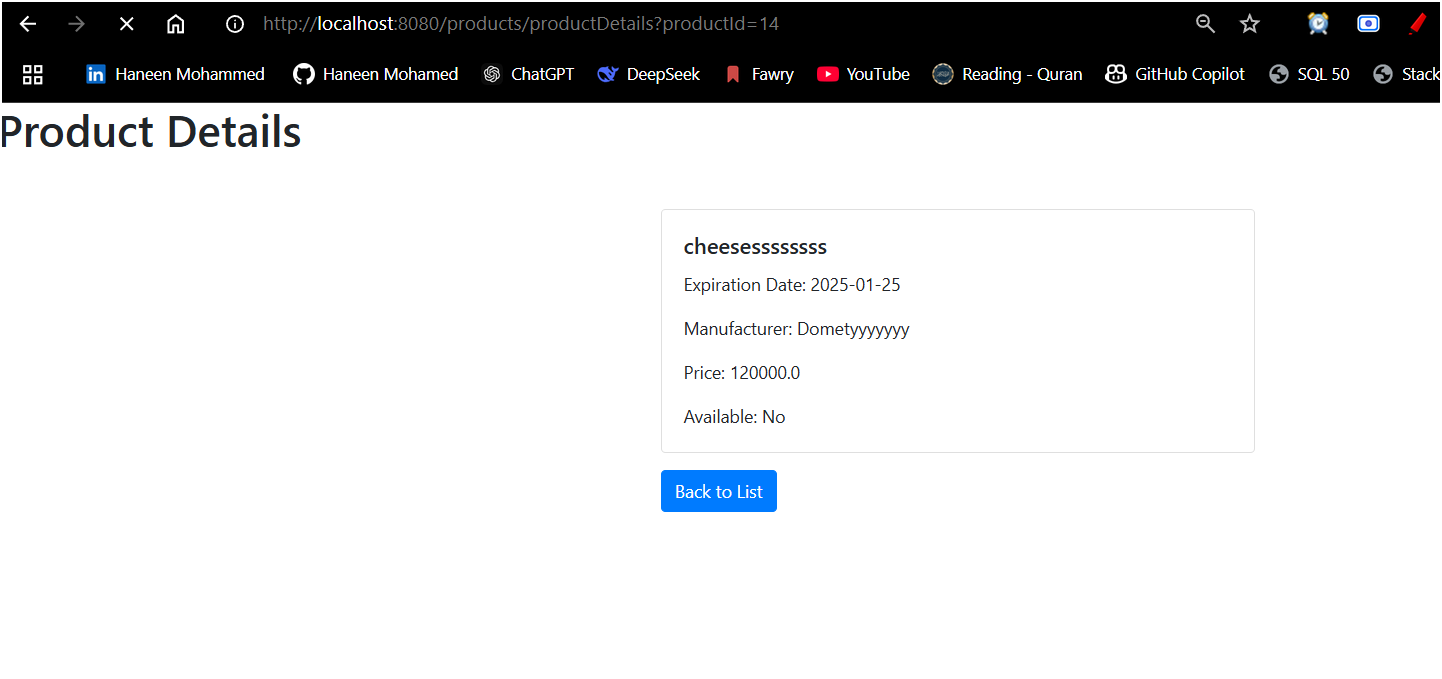 http://localhost:8080/products/productDetails?productId=14
Haneen Mohammed Haneen Mohamed ChatGPT DeepSeek Fawry YouTube Reading - Quran GitHub Copilot SQL 50 Stack
Product Details
cheesessssssss
Expiration Date: 2025-01-25
Manufacturer: Dometyyyyyyy
Price: 120000.0
Available: No
Back to List